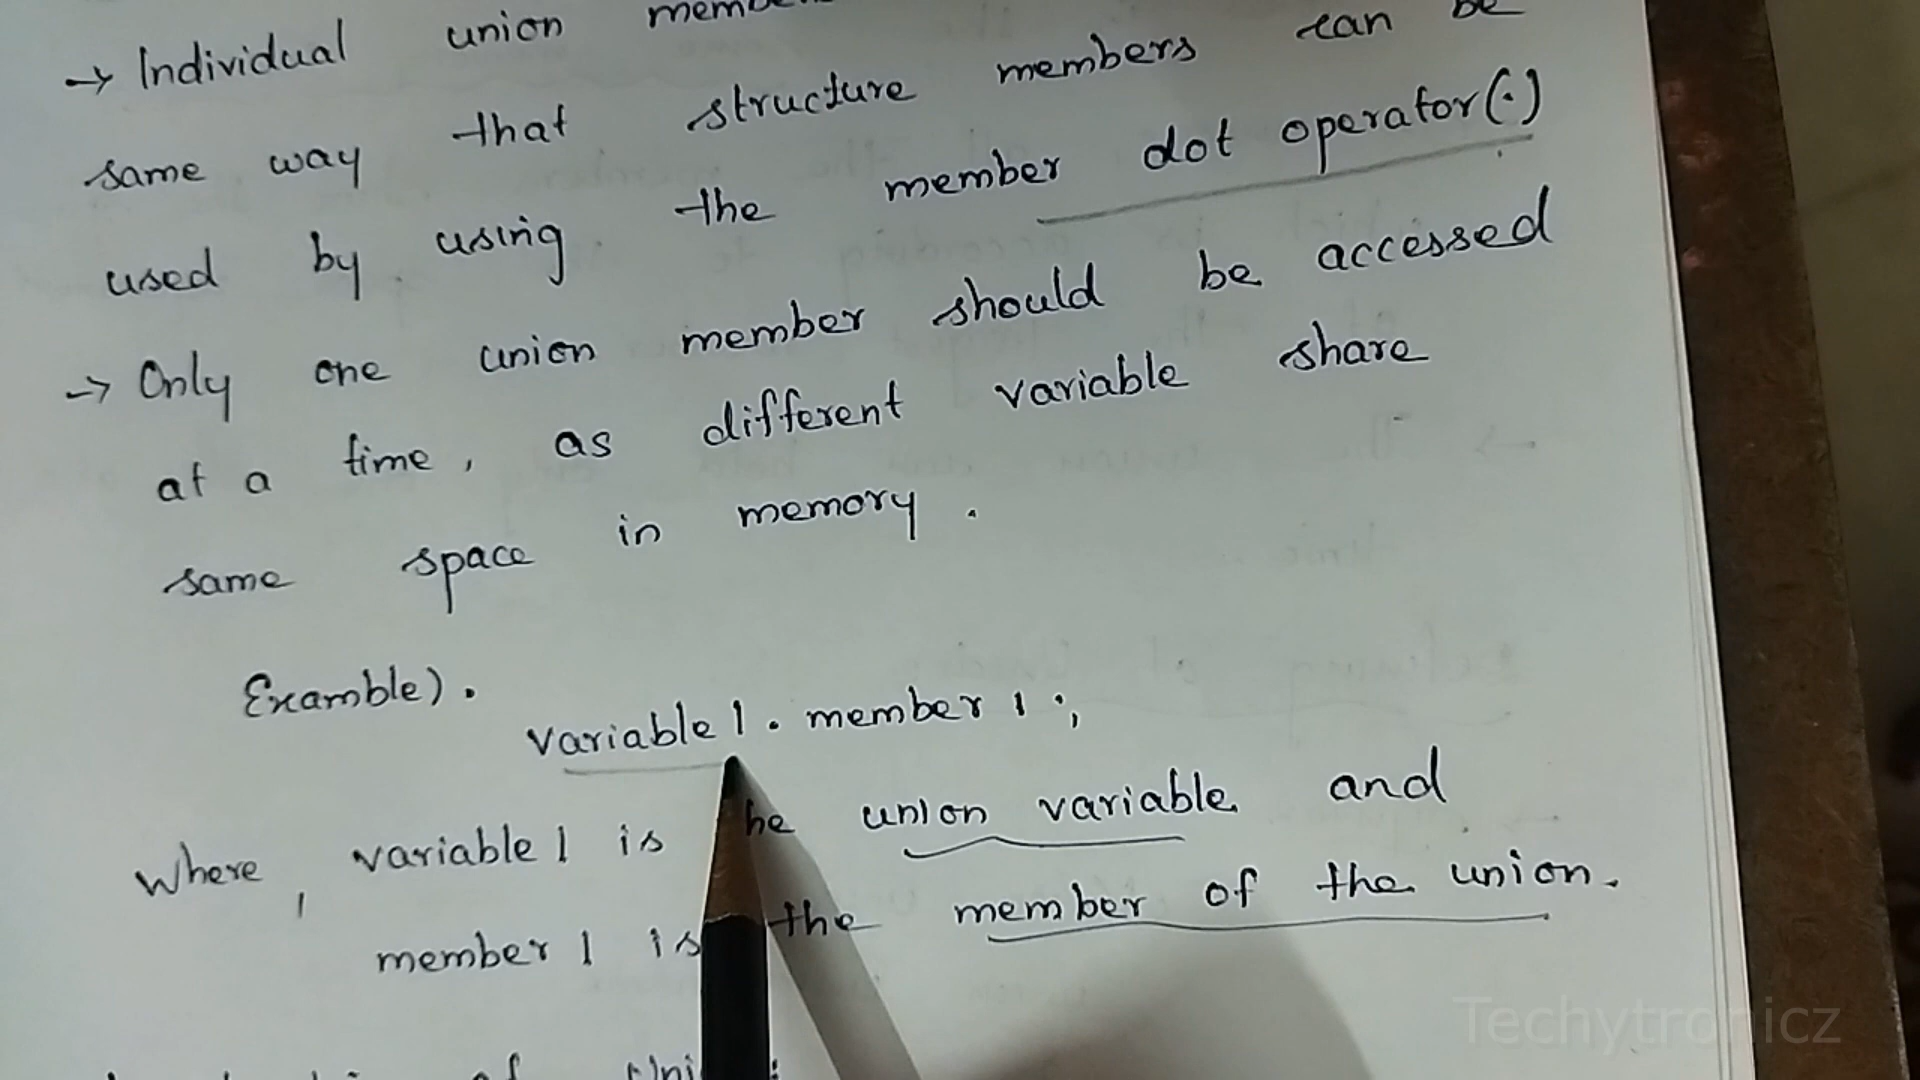 → Individual union
same way that structure members can be
used by using the member dot operator(.)
→ Only one union member should be accessed
at a time, as different variable share
same space in memory.
Examble).
variable1.member1;
Where, variable1 is the union variable and
member1 is the member of the union.
of
Techytronicz